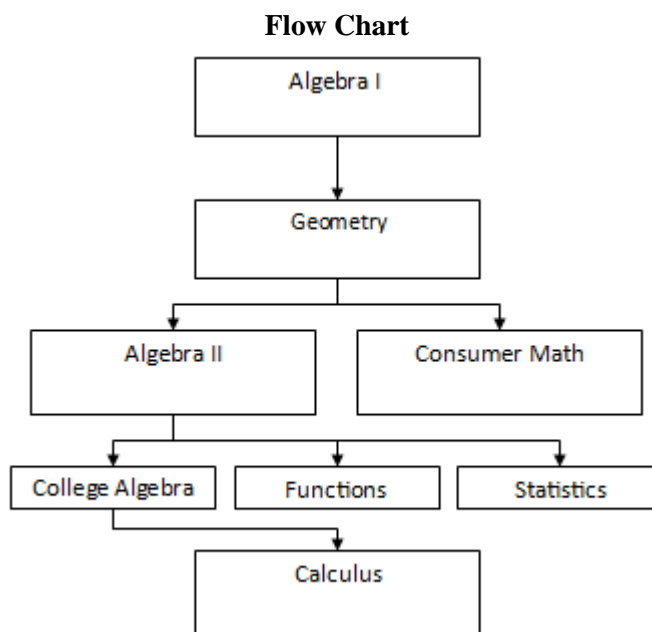 Flow Chart
Algebra I
Geometry
Algebra II
Consumer Math
College Algebra
Functions
Statistics
Calculus